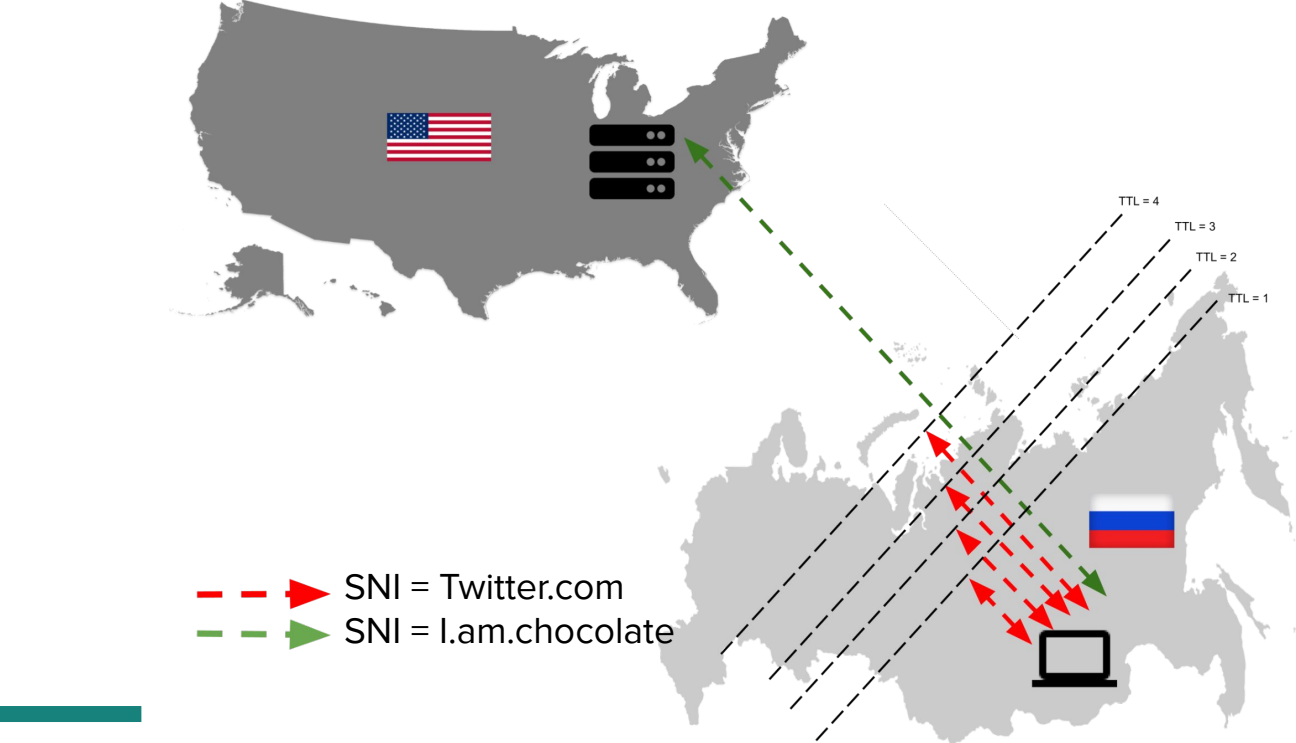 TTL = 4
TTL = 3
TTL = 2
TTL = 1
SNI = Twitter.com
SNI = I.am.chocolate